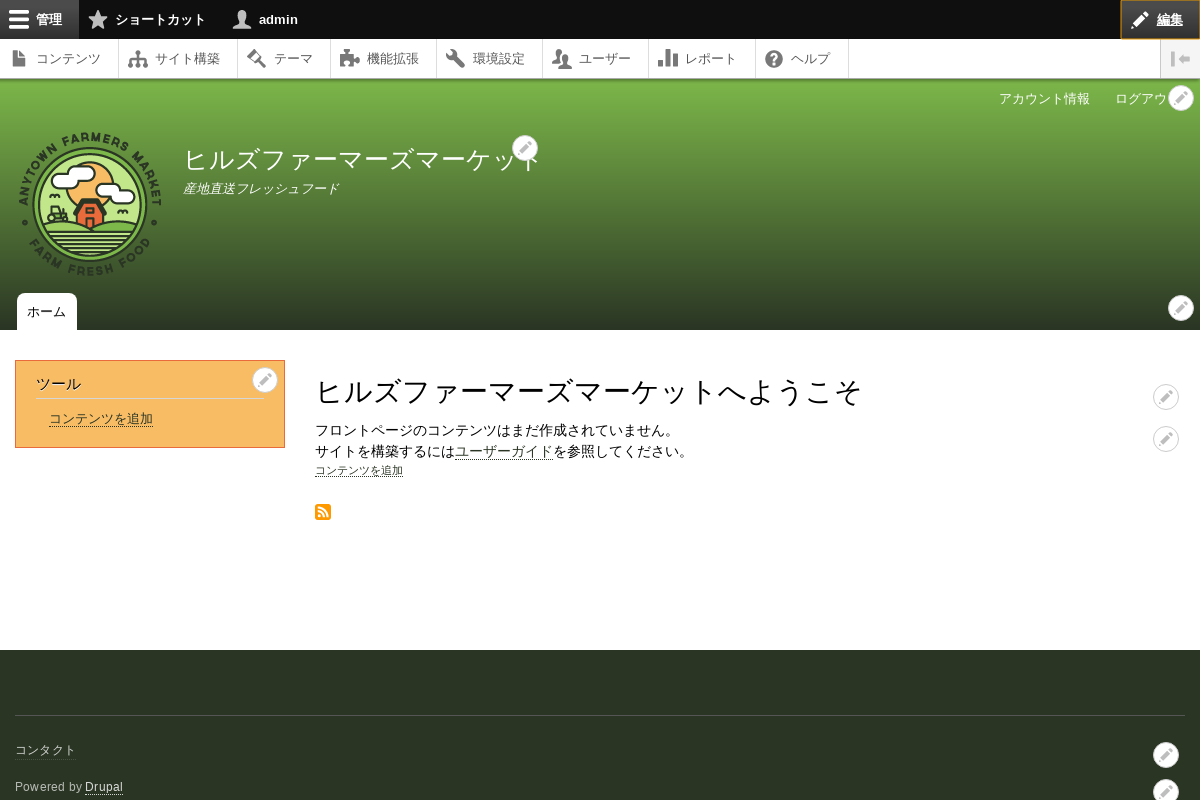 管理 ショートカット admin 編集
コンテンツ サイト構築 テーマ 機能拡張 環境設定 ユーザー レポート ヘルプ
アカウント情報 ログアウ
ANYTOWN FARMERS MARKET
FARM FRESH FOOD
ヒルズファーマーズマーケット
産地直送フレッシュフード
ホーム
ツール
コンテンツを追加
ヒルズファーマーズマーケットへようこそ
フロントページのコンテンツはまだ作成されていません。
サイトを構築するにはユーザーガイドを参照してください。
コンテンツを追加
コンタクト
Powered by Drupal